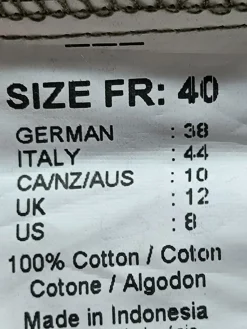 SIZE FR: 40
GERMAN : 38
ITALY : 44
CA/NZ/AUS : 10
UK : 12
US : 8
100% Cotton / Coton
Cotone / Algodon
Made in Indonesia